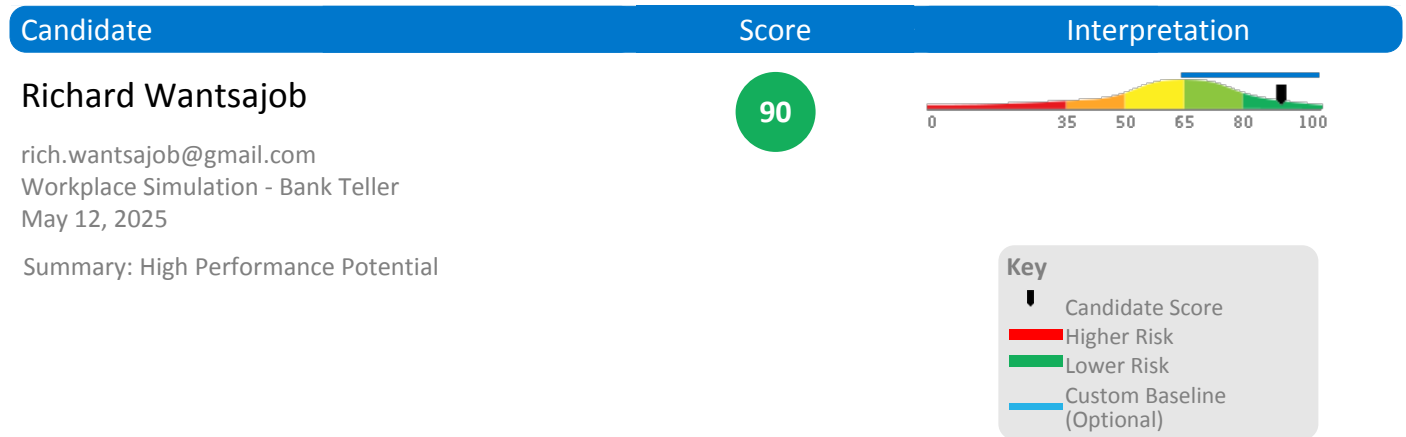 Candidate Score Interpretation
Richard Wantsajob
90
0 35 50 65 80 100
rich.wantsajob@gmail.com
Workplace Simulation - Bank Teller
May 12, 2025
Summary: High Performance Potential
Key
Candidate Score
Higher Risk
Lower Risk
Custom Baseline
(Optional)